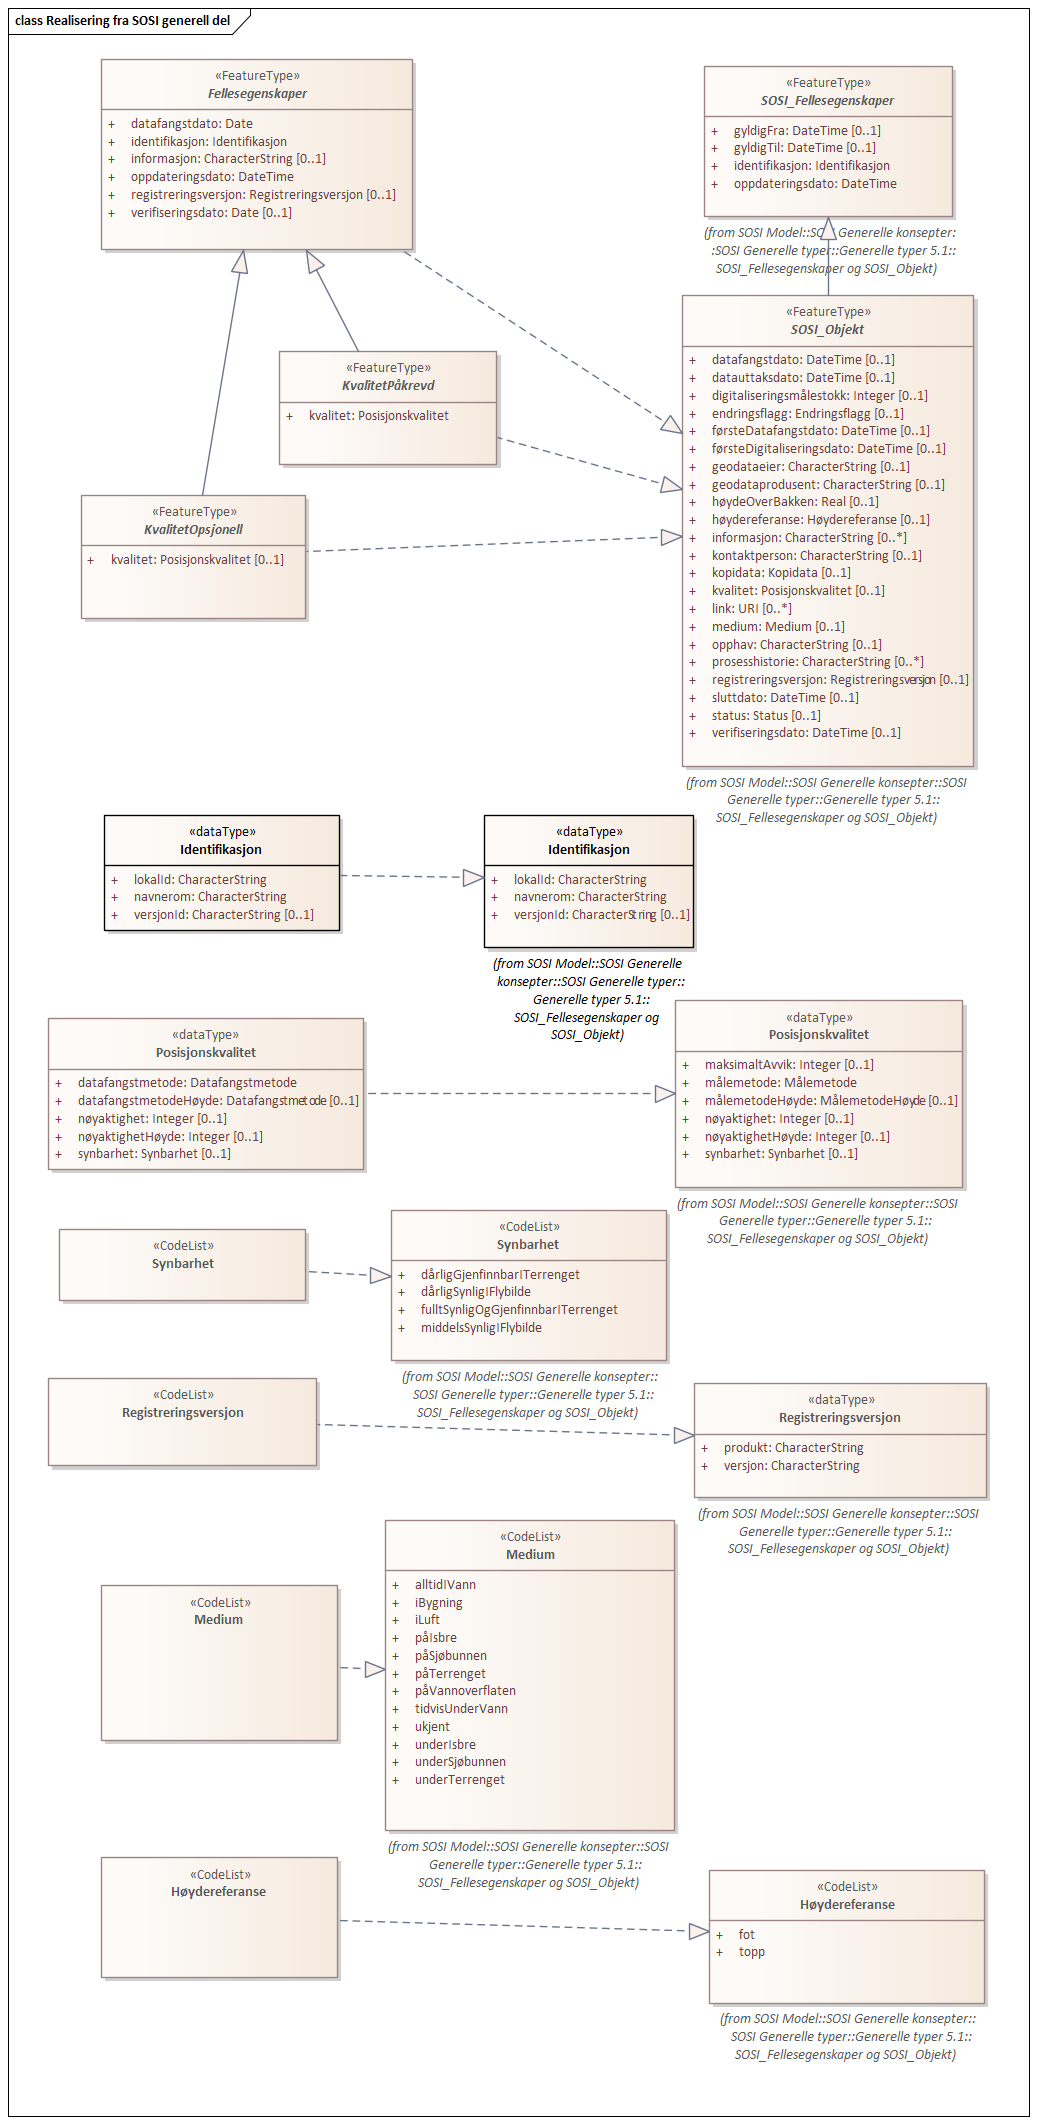 class Realisering fra SOSI generell del
«FeatureType»
Fellesegenskaper
+ datafangstdato: Date
+ identifikasjon: Identifikasjon
+ informasjon: CharacterString [0..1]
+ oppdateringsdato: DateTime
+ registreringsversjon: Registreringsversjon [0..1]
+ verifiseringsdato: Date [0..1]
«FeatureType»
SOSI_Fellesegenskaper
+ gyldigFra: DateTime [0..1]
+ gyldigTil: DateTime [0..1]
+ identifikasjon: Identifikasjon
+ oppdateringsdato: DateTime
(from SOSI Model::SOSI Generelle konsepter:
:SOSI Generelle typer::Generelle typer 5.1::
SOSI_Fellesegenskaper og SOSI_Objekt)
«FeatureType»
KvalitetPåkrevd
+ kvalitet: Posisjonskvalitet
«FeatureType»
KvalitetOpsjonell
+ kvalitet: Posisjonskvalitet [0..1]
«FeatureType»
SOSI_Objekt
+ datafangstdato: DateTime [0..1]
+ datauttaksdato: DateTime [0..1]
+ digitaliseringsmålestokk: Integer [0..1]
+ endringsflagg: Endringsflagg [0..1]
+ førsteDatafangstdato: DateTime [0..1]
+ førsteDigitaliseringsdato: DateTime [0..1]
+ geodataeier: CharacterString [0..1]
+ geodataprodusent: CharacterString [0..1]
+ høydeOverBakken: Real [0..1]
+ høydereferanse: Høydereferanse [0..1]
+ informasjon: CharacterString [0..*]
+ kontaktperson: CharacterString [0..1]
+ kopidata: Kopidata [0..1]
+ kvalitet: Posisjonskvalitet [0..1]
+ link: URI [0..*]
+ medium: Medium [0..1]
+ opphav: CharacterString [0..1]
+ prosesshistorie: CharacterString [0..*]
+ registreringsversjon: Registreringsversjon [0..1]
+ sluttdato: DateTime [0..1]
+ status: Status [0..1]
+ verifiseringsdato: DateTime [0..1]
(from SOSI Model::SOSI Generelle konsepter::SOSI
Generelle typer::Generelle typer 5.1::
SOSI_Fellesegenskaper og SOSI_Objekt)
«dataType»
Identifikasjon
+ lokalId: CharacterString
+ navnerom: CharacterString
+ versjonId: CharacterString [0..1]
«dataType»
Identifikasjon
+ lokalId: CharacterString
+ navnerom: CharacterString
+ versjonId: CharacterString [0..1]
(from SOSI Model::SOSI Generelle
konsepter::SOSI Generelle typer::
Generelle typer 5.1::
SOSI_Fellesegenskaper og
SOSI_Objekt)
«dataType»
Posisjonskvalitet
+ datafangstmetode: Datafangstmetode
+ datafangstmetodeHøyde: Datafangstmetode [0..1]
+ nøyaktighet: Integer [0..1]
+ nøyaktighetHøyde: Integer [0..1]
+ synbarhet: Synbarhet [0..1]
«dataType»
Posisjonskvalitet
+ maksimaltAvvik: Integer [0..1]
+ målemetode: Målemetode
+ målemetodeHøyde: MålemetodeHøyde [0..1]
+ nøyaktighet: Integer [0..1]
+ nøyaktighetHøyde: Integer [0..1]
+ synbarhet: Synbarhet [0..1]
(from SOSI Model::SOSI Generelle konsepter::SOSI
Generelle typer::Generelle typer 5.1::
SOSI_Fellesegenskaper og SOSI_Objekt)
«CodeList»
Synbarhet
«CodeList»
Synbarhet
+ dårligGjenfinnbarITerrenget
+ dårligSynligIFlybilde
+ fulltSynligOgGjenfinnbarITerrenget
+ middelsSynligIFlybilde
(from SOSI Model::SOSI Generelle konsepter::
SOSI Generelle typer::Generelle typer 5.1::
SOSI_Fellesegenskaper og SOSI_Objekt)
«CodeList»
Registreringsversjon
«dataType»
Registreringsversjon
+ produkt: CharacterString
+ versjon: CharacterString
(from SOSI Model::SOSI Generelle konsepter::SOSI
Generelle typer::Generelle typer 5.1::
SOSI_Fellesegenskaper og SOSI_Objekt)
«CodeList»
Medium
«CodeList»
Medium
+ alltidIVann
+ iBygning
+ iLuft
+ påIsbre
+ påSjøbunnen
+ påTerrenget
+ påVannoverflaten
+ tidvisUnderVann
+ ukjent
+ underIsbre
+ underSjøbunnen
+ underTerrenget
(from SOSI Model::SOSI Generelle konsepter::SOSI
Generelle typer::Generelle typer 5.1::
SOSI_Fellesegenskaper og SOSI_Objekt)
«CodeList»
Høydereferanse
«CodeList»
Høydereferanse
+ fot
+ topp
(from SOSI Model::SOSI Generelle konsepter::
SOSI Generelle typer::Generelle typer 5.1::
SOSI_Fellesegenskaper og SOSI_Objekt)